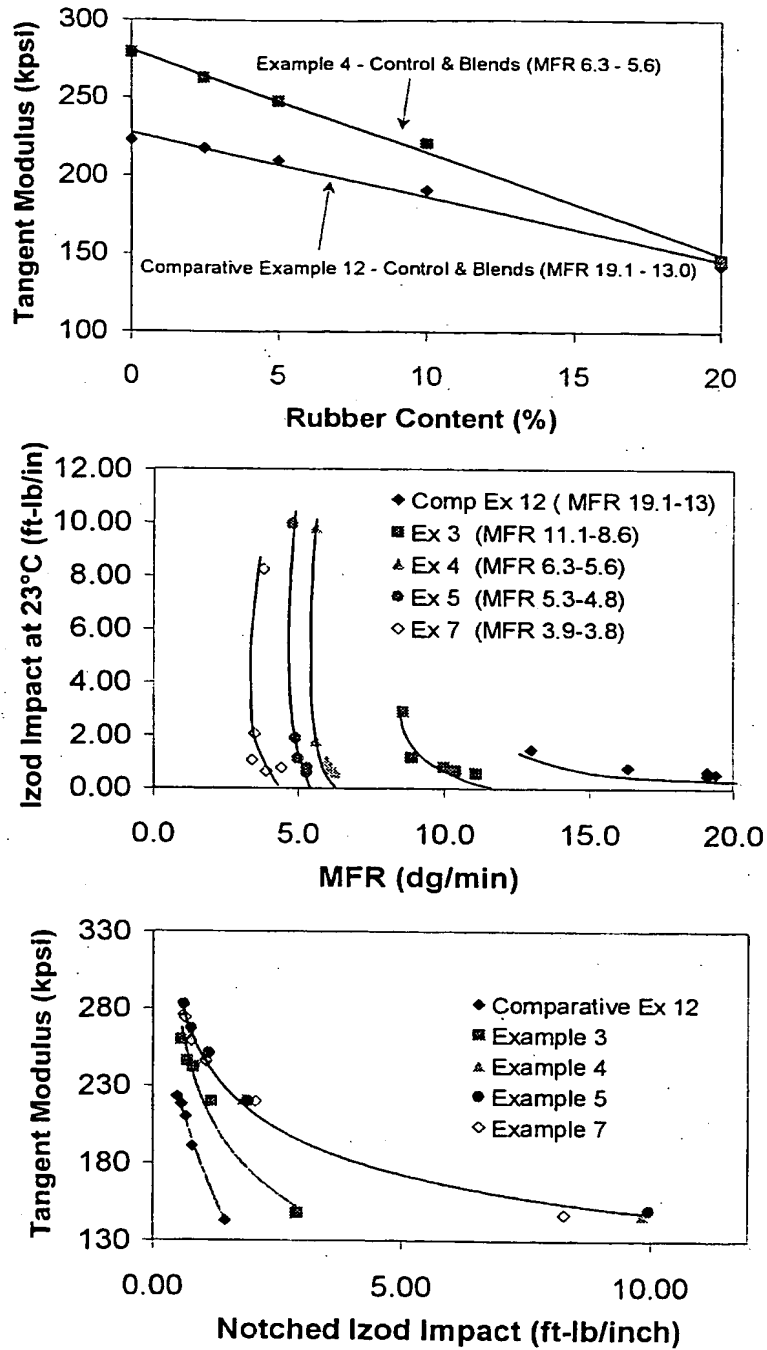 Tangent Modulus (kpsi)
300
250
200
150
100
Example 4 - Control & Blends (MFR 6.3 - 5.6)
Comparative Example 12 - Control & Blends (MFR 19.1 - 13.0)
0 5 10 15 20
Rubber Content (%)
Izod Impact at 23°C (ft-lb/in)
12.00
10.00
8.00
6.00
4.00
2.00
0.00
Comp Ex 12 ( MFR 19.1-13)
Ex 3 (MFR 11.1-8.6)
Ex 4 (MFR 6.3-5.6)
Ex 5 (MFR 5.3-4.8)
Ex 7 (MFR 3.9-3.8)
0.0 5.0 10.0 15.0 20.0
MFR (dg/min)
Tangent Modulus (kpsi)
330
280
230
180
130
Comparative Ex 12
Example 3
Example 4
Example 5
Example 7
0.00 5.00 10.00
Notched Izod Impact (ft-lb/inch)